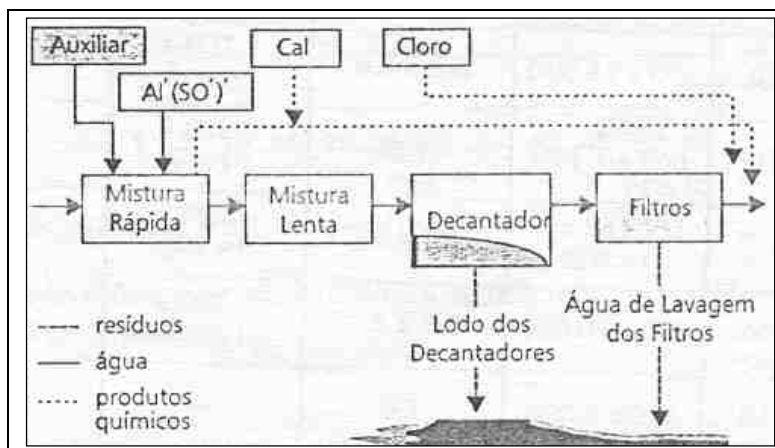 Auxiliar
Cal
Cloro
Al'(SO')'
Mistura
Rápida
Mistura
Lenta
Decantador
Filtros
Lodo dos
Decantadores
Água de Lavagem
dos Filtros
resíduos
água
produtos
químicos